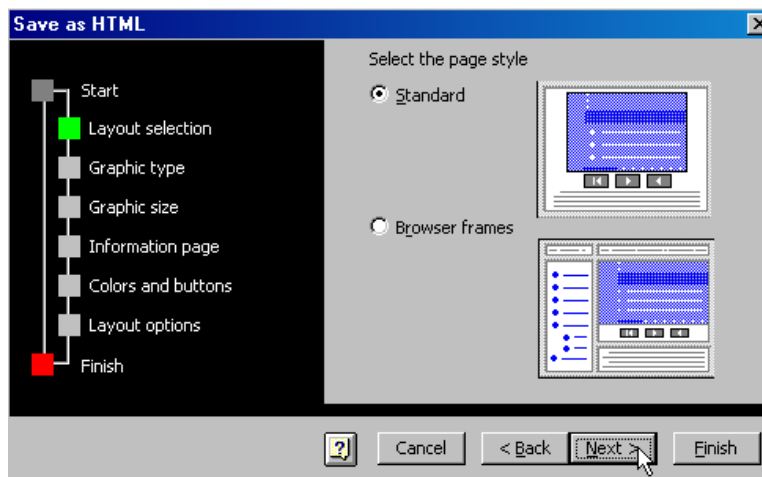 Save as HTML
Start
Layout selection
Graphic type
Graphic size
Information page
Colors and buttons
Layout options
Finish
Select the page style
Standard
Browser frames
Cancel
< Back
Next >
Finish